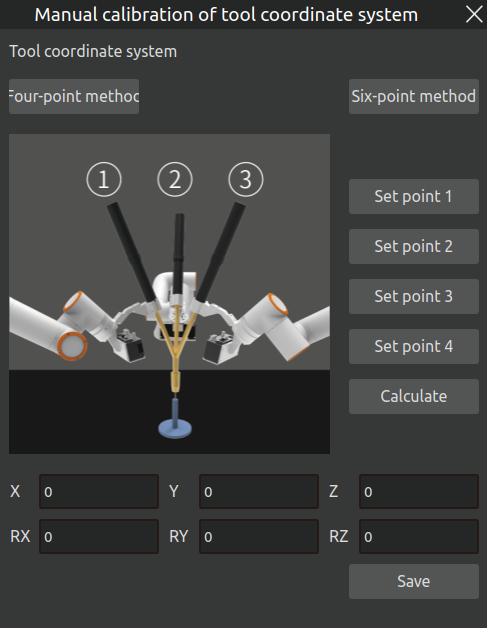 Manual calibration of tool coordinate system
Tool coordinate system
Four-point method
Six-point method
① ② ③
Set point 1
Set point 2
Set point 3
Set point 4
Calculate
X 0 Y 0 Z 0
RX 0 RY 0 RZ 0
Save